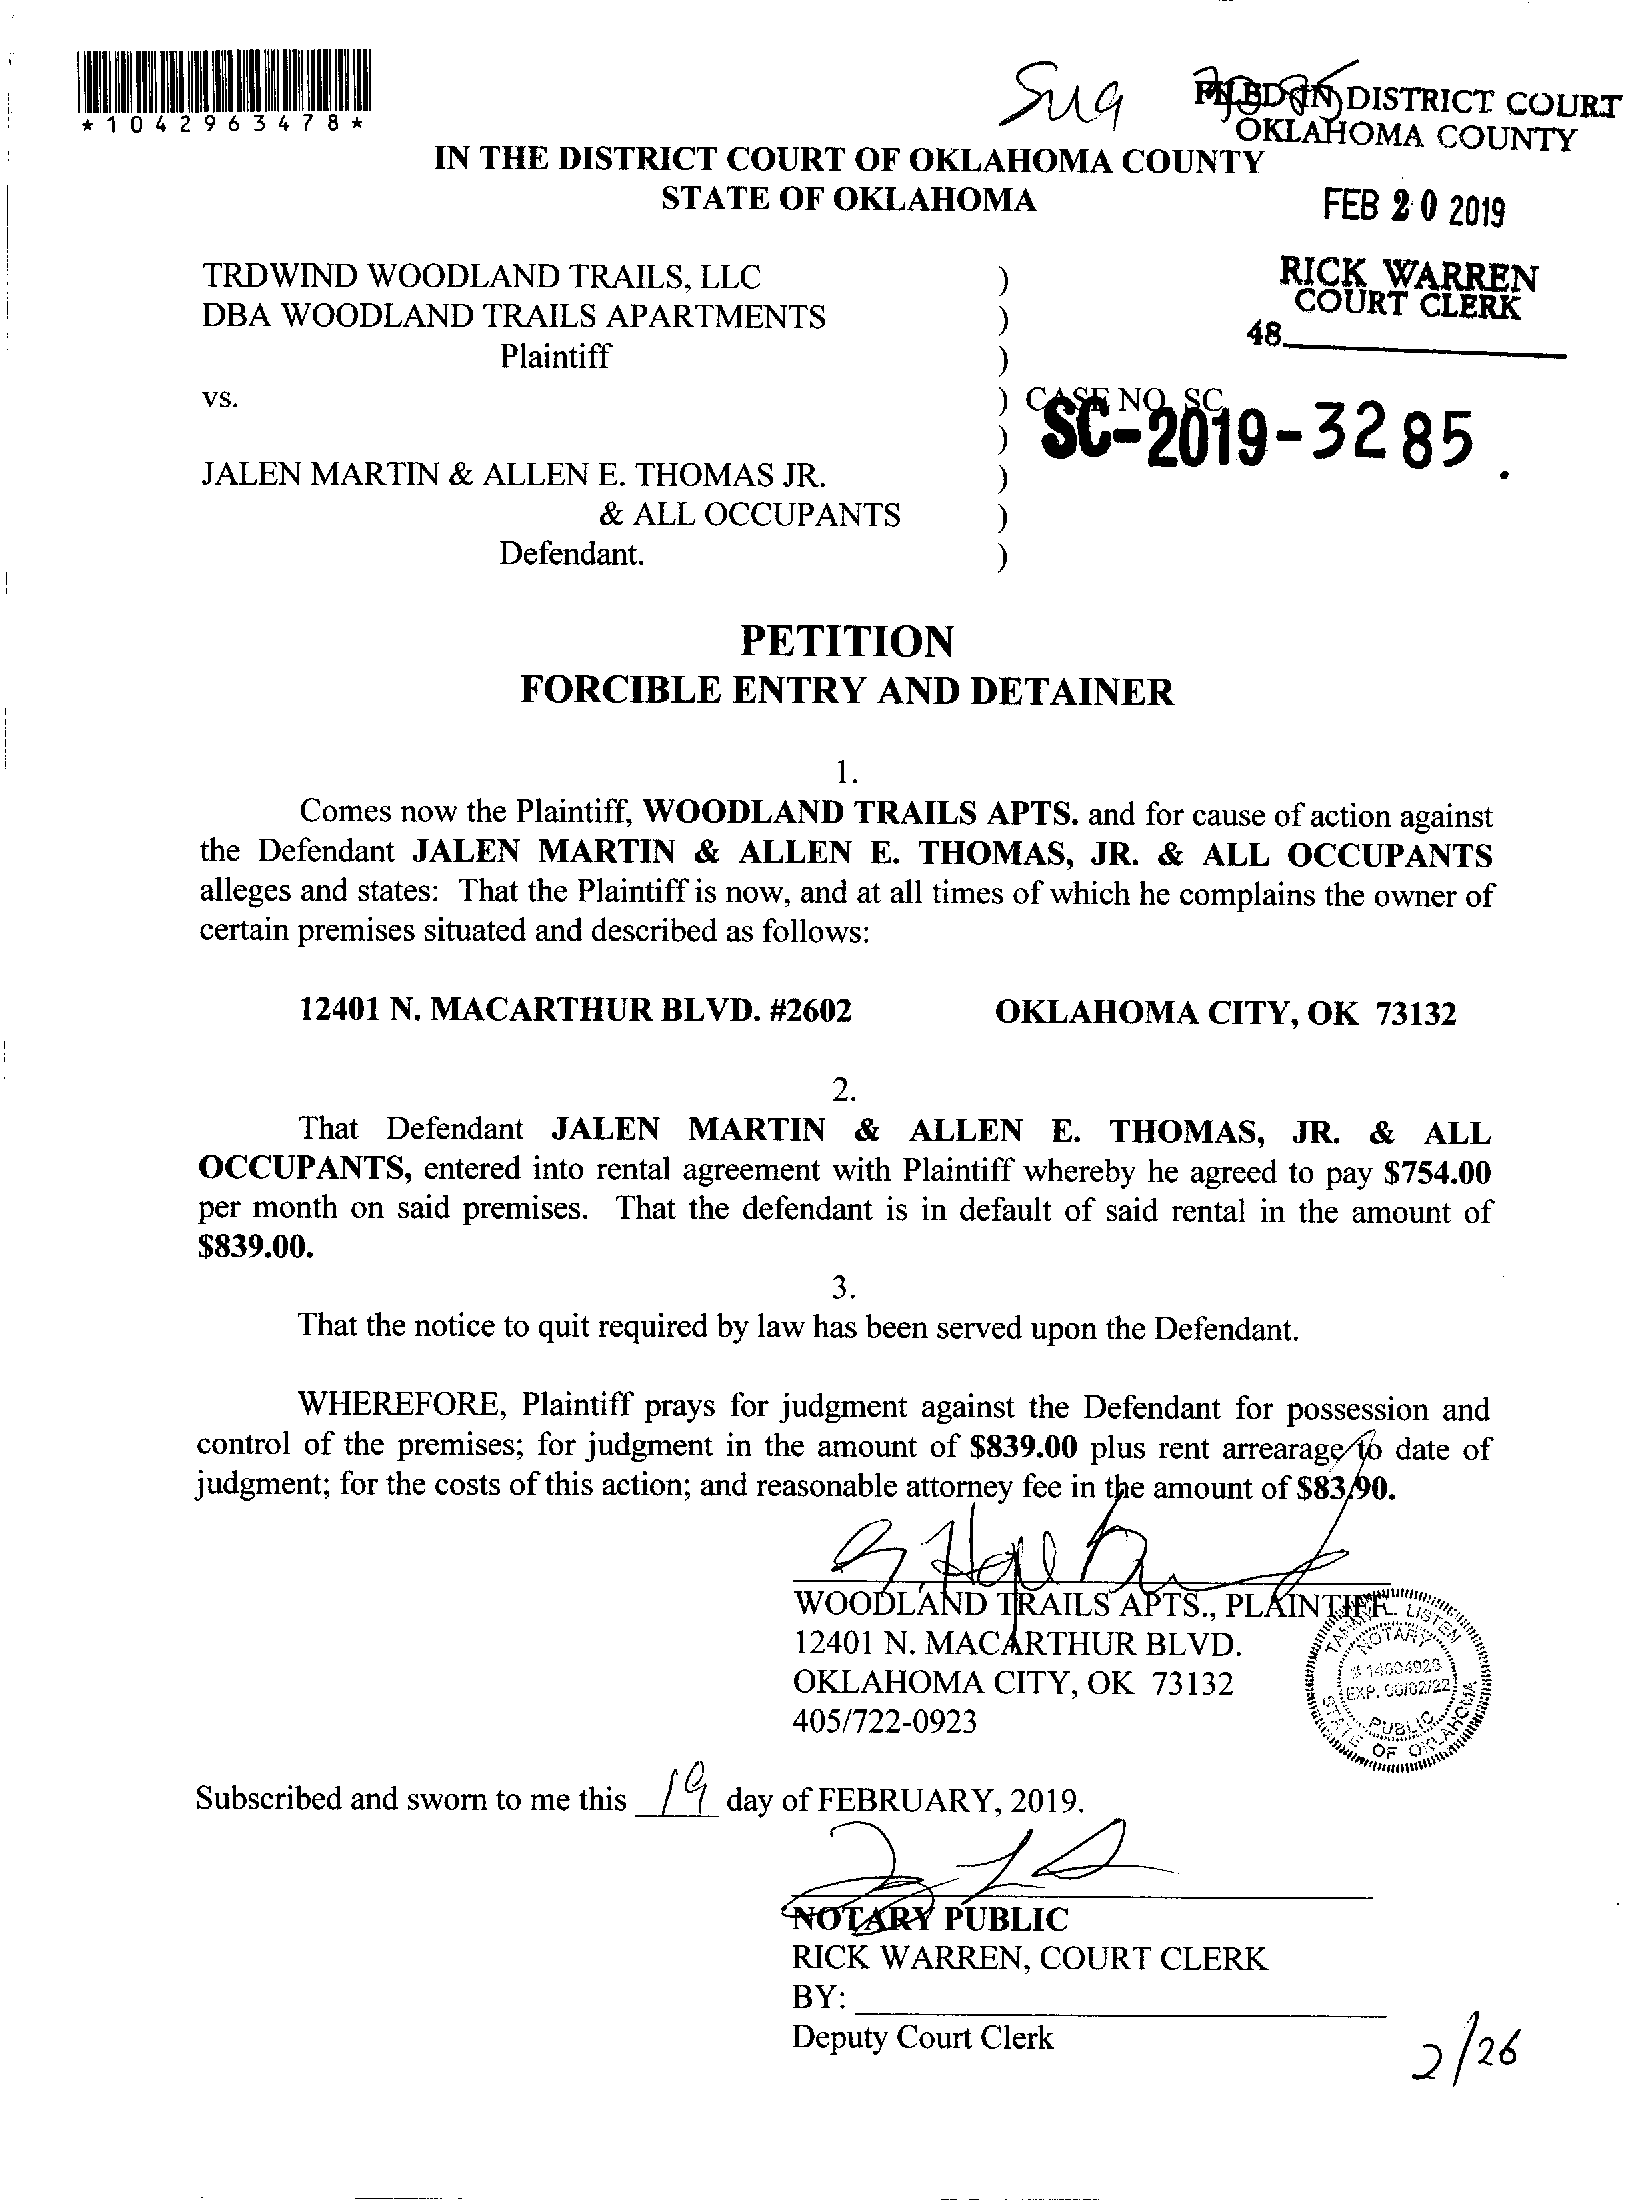 *1042963478*
FILED IN DISTRICT COURT
OKLAHOMA COUNTY
IN THE DISTRICT COURT OF OKLAHOMA COUNTY
STATE OF OKLAHOMA
FEB 20 2019
RICK WARREN
COURT CLERK
48
TRDWIND WOODLAND TRAILS, LLC )
DBA WOODLAND TRAILS APARTMENTS )
Plaintiff )
vs. ) CASE NO. SC
) SC-2019-3285.
JALEN MARTIN & ALLEN E. THOMAS JR. )
& ALL OCCUPANTS )
Defendant. )
PETITION
FORCIBLE ENTRY AND DETAINER
1.
Comes now the Plaintiff, WOODLAND TRAILS APTS. and for cause of action against
the Defendant JALEN MARTIN & ALLEN E. THOMAS, JR. & ALL OCCUPANTS
alleges and states: That the Plaintiff is now, and at all times of which he complains the owner of
certain premises situated and described as follows:
12401 N. MACARTHUR BLVD. #2602 OKLAHOMA CITY, OK 73132
2.
That Defendant JALEN MARTIN & ALLEN E. THOMAS, JR. & ALL
OCCUPANTS, entered into rental agreement with Plaintiff whereby he agreed to pay $754.00
per month on said premises. That the defendant is in default of said rental in the amount of
$839.00.
3.
That the notice to quit required by law has been served upon the Defendant.
WHEREFORE, Plaintiff prays for judgment against the Defendant for possession and
control of the premises; for judgment in the amount of $839.00 plus rent arrearage to date of
judgment; for the costs of this action; and reasonable attorney fee in the amount of $83.90.
WOODLAND TRAILS APTS., PLAINTIFF
12401 N. MACARTHUR BLVD.
OKLAHOMA CITY, OK 73132
405/722-0923
L. LISTEN
NOTARY
# 14004923
EXP. 06/02/22
PUBLIC
STATE OF OKLAHOMA
Subscribed and sworn to me this 19 day of FEBRUARY, 2019.
NOTARY PUBLIC
RICK WARREN, COURT CLERK
BY:
Deputy Court Clerk
2/26